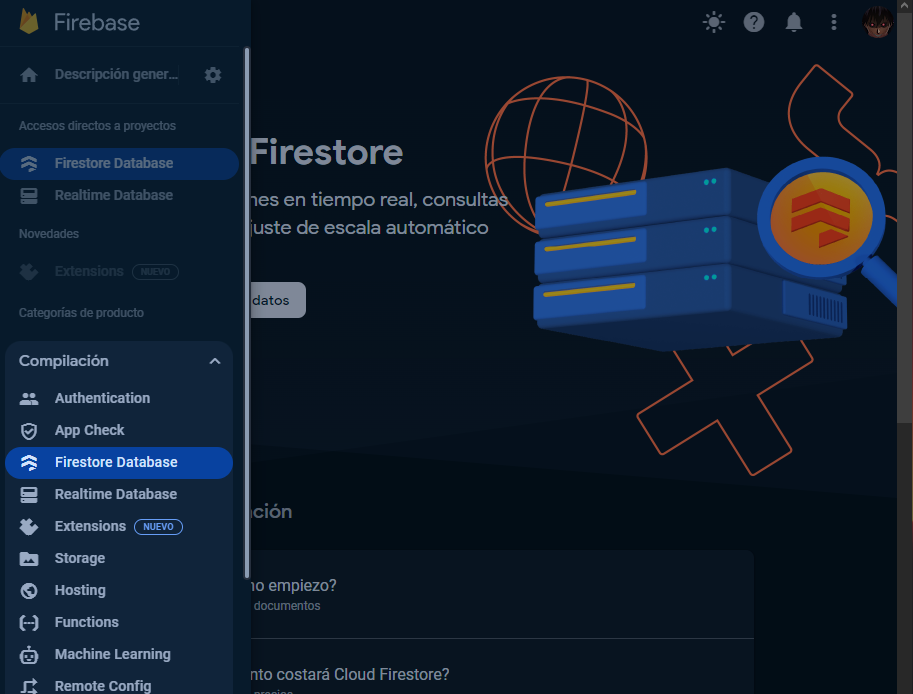 Firebase
Descripción gener...
Accesos directos a proyectos
Firestore Database
Realtime Database
Novedades
Extensions NUEVO
Categorías de producto
Compilación
Authentication
App Check
Firestore Database
Realtime Database
Extensions NUEVO
Storage
Hosting
Functions
Machine Learning
Remote Config
Firestore
nes en tiempo real, consultas
juste de escala automático
datos
ción
no empiezo?
documentos
nto costará Cloud Firestore?